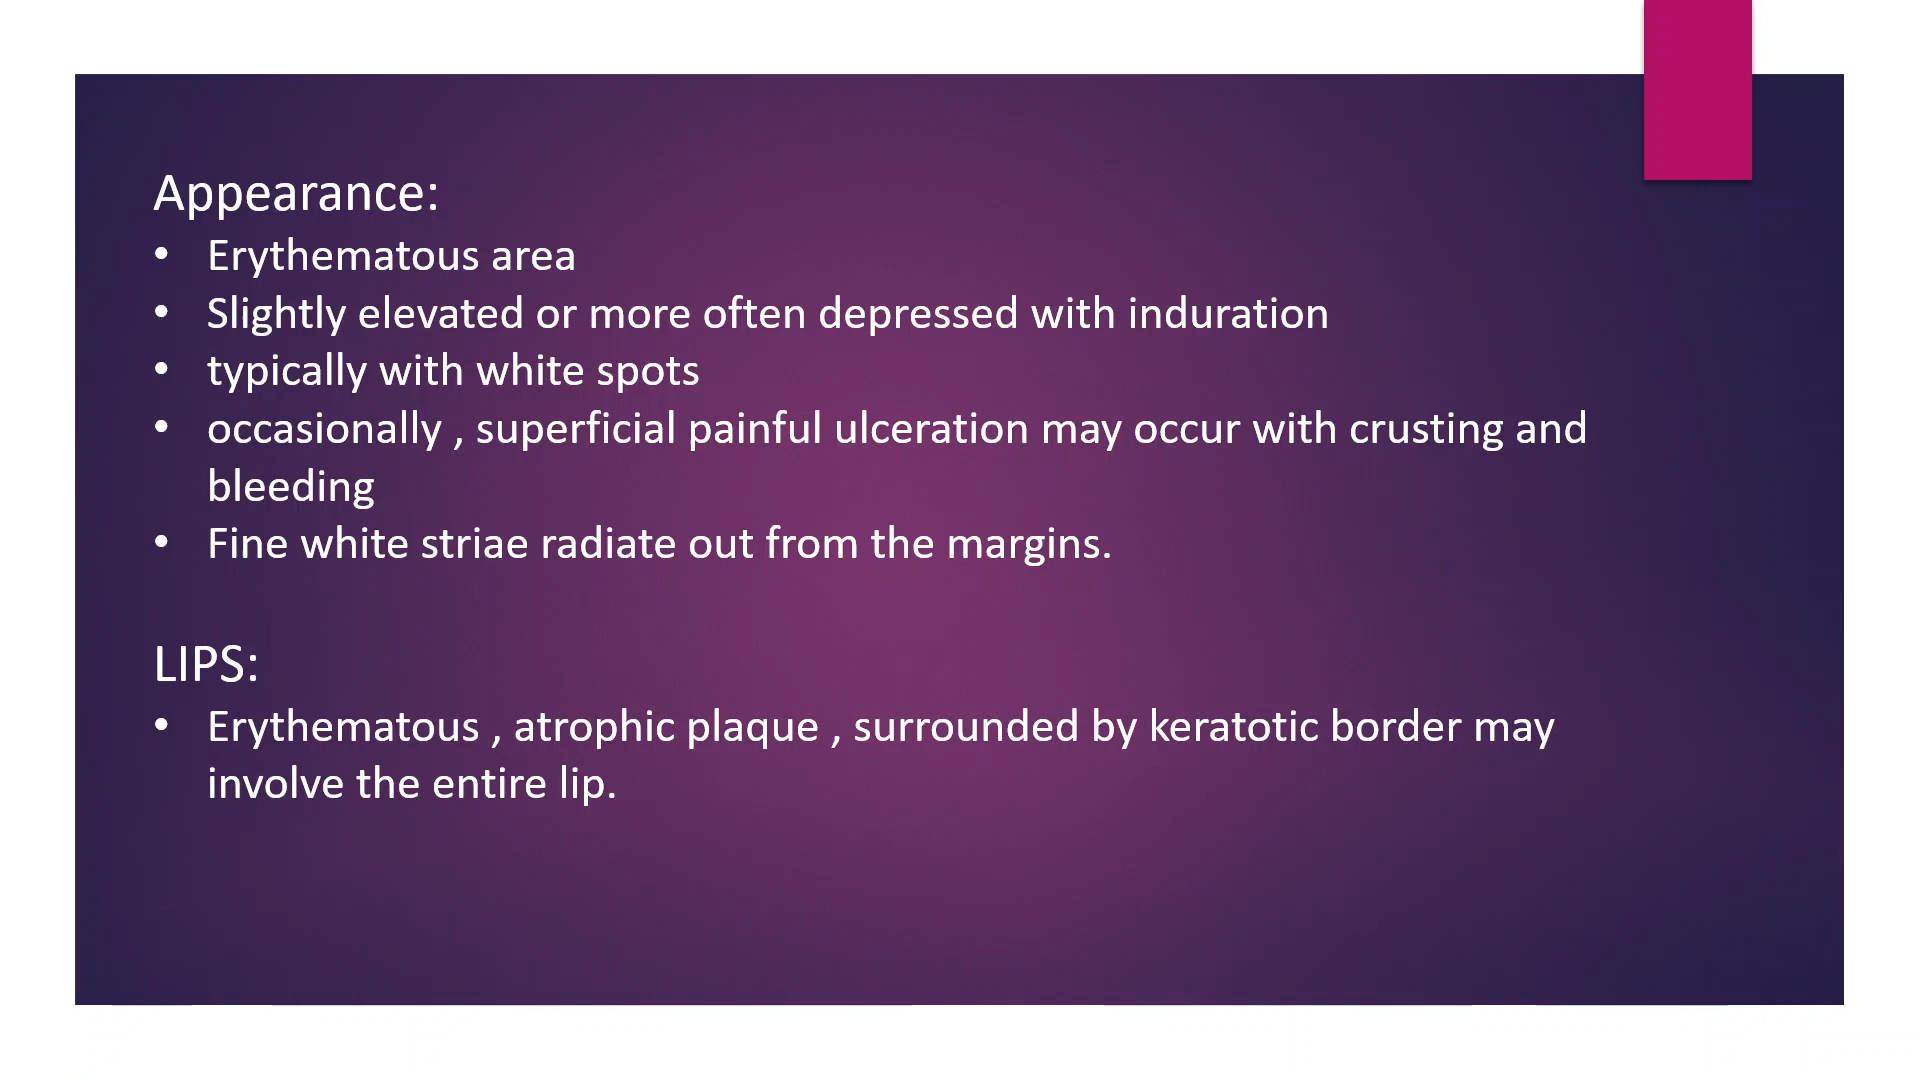 Appearance:
• Erythematous area
• Slightly elevated or more often depressed with induration
• typically with white spots
• occasionally , superficial painful ulceration may occur with crusting and
bleeding
• Fine white striae radiate out from the margins.
LIPS:
• Erythematous , atrophic plaque , surrounded by keratotic border may
involve the entire lip.